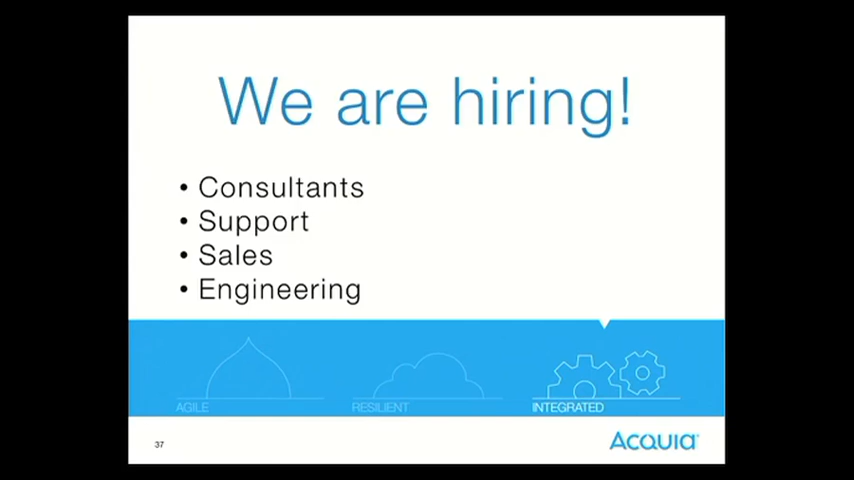 We are hiring!
• Consultants
• Support
• Sales
• Engineering
AGILE
RESILIENT
INTEGRATED
37
Acquia